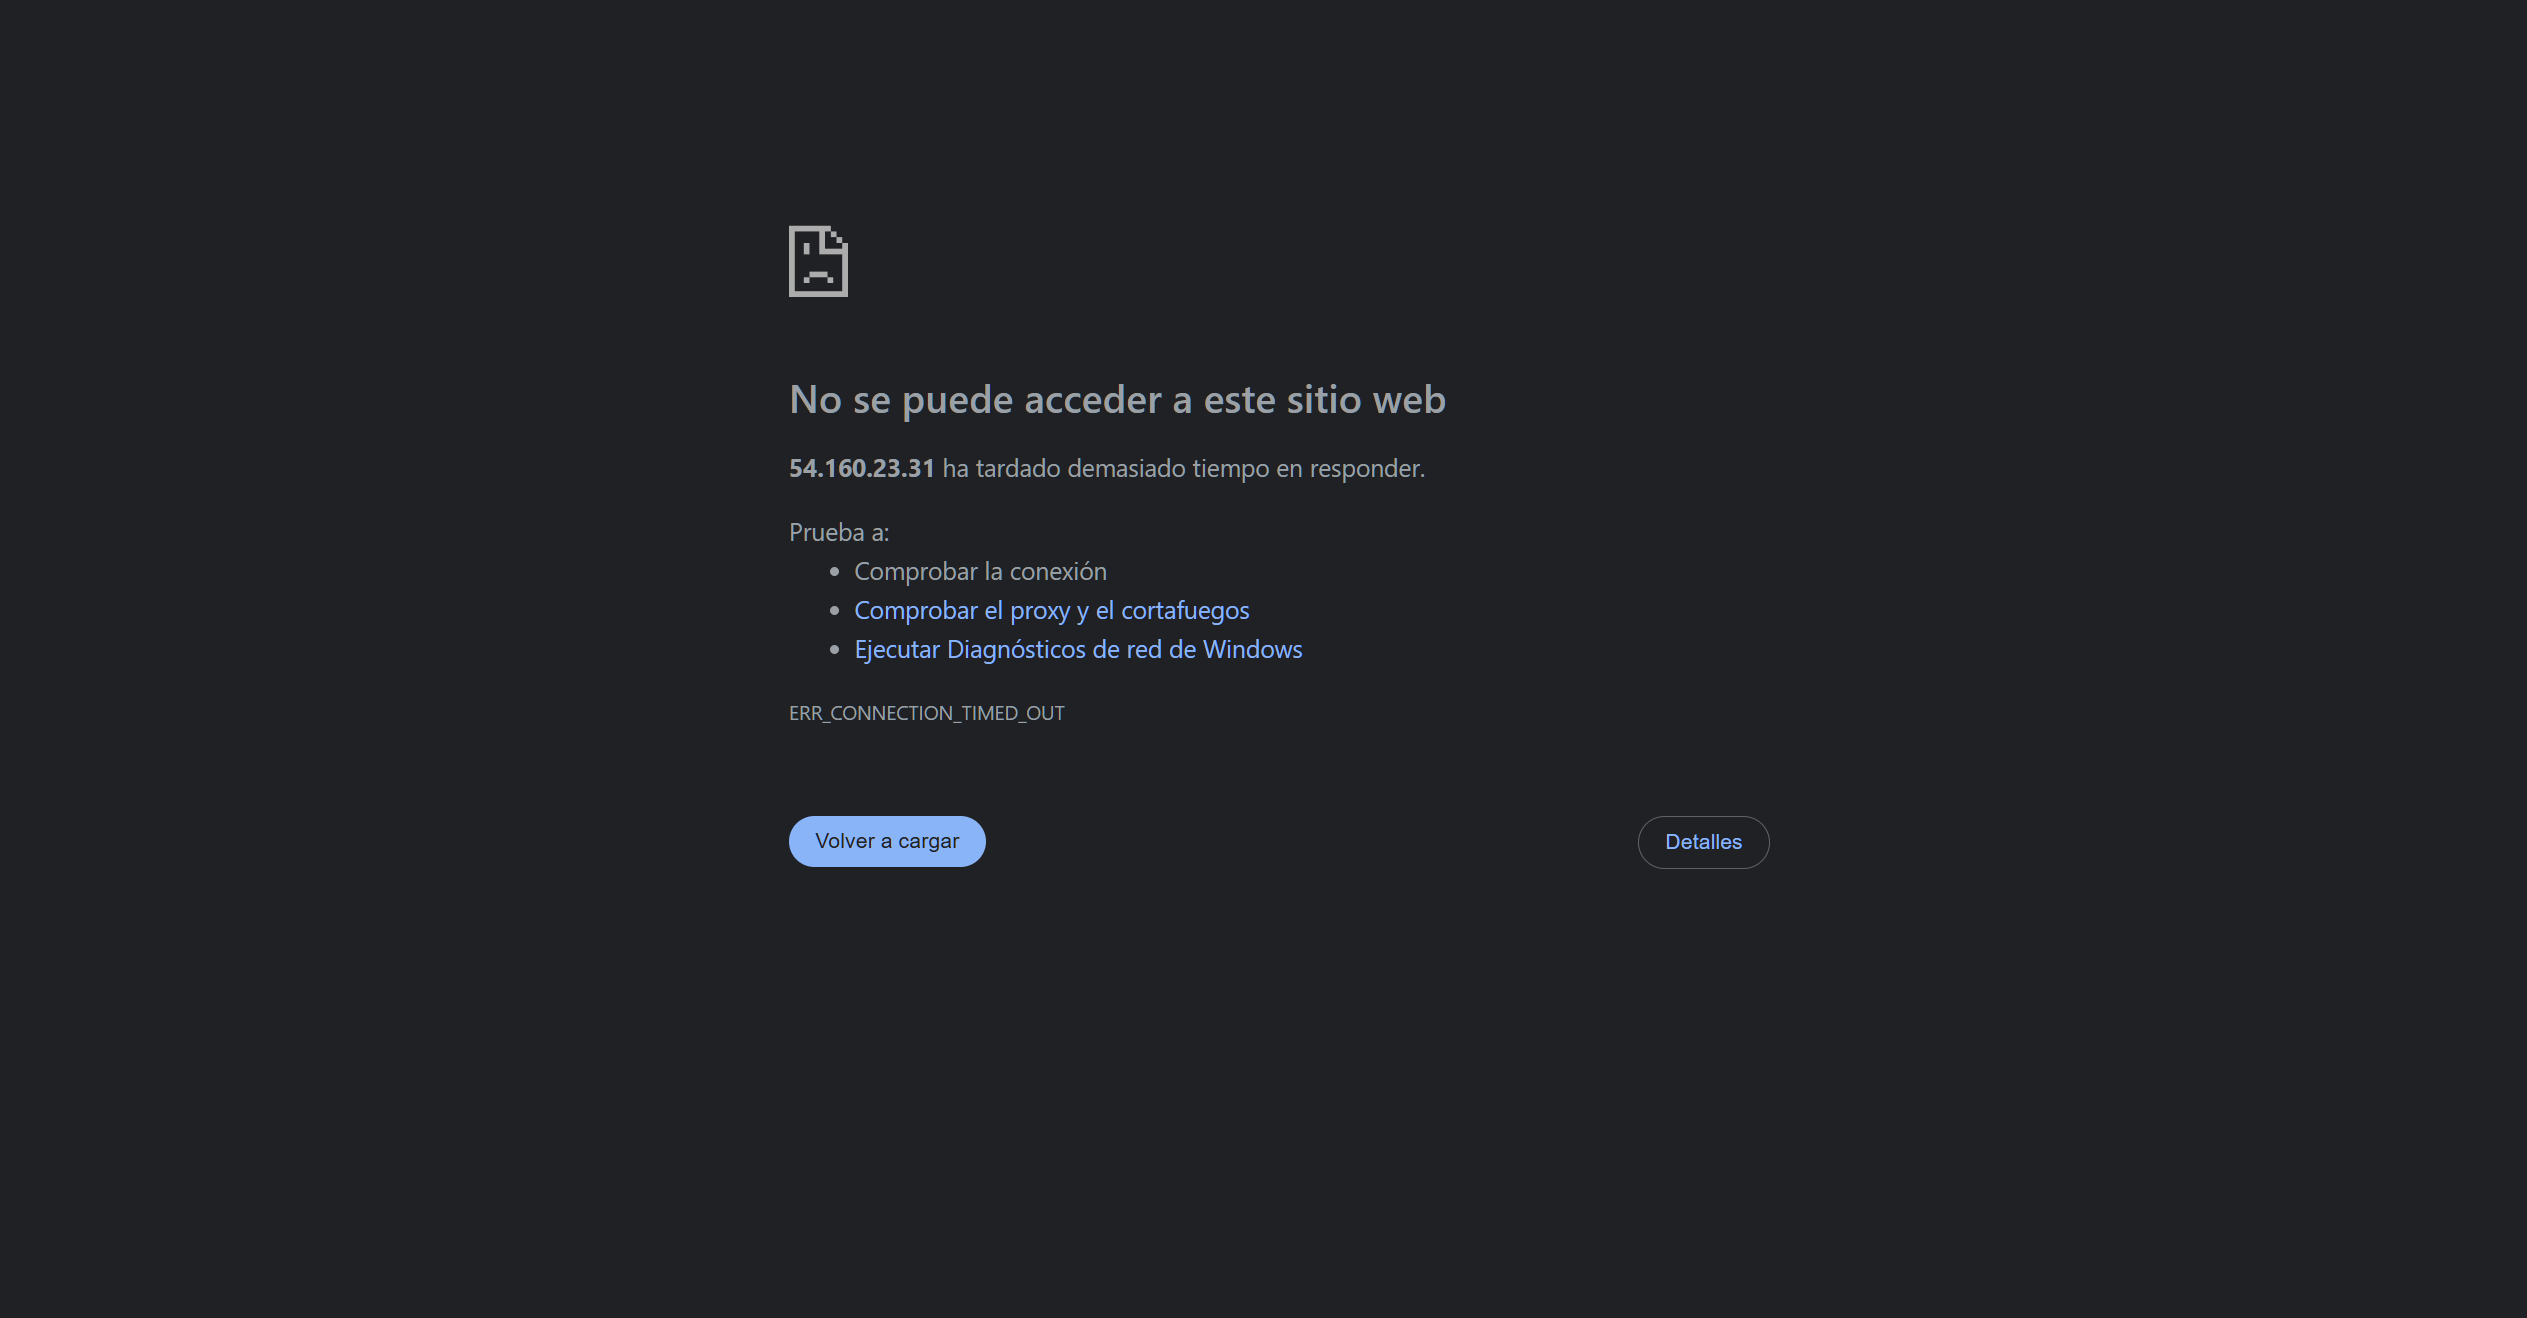 No se puede acceder a este sitio web
54.160.23.31 ha tardado demasiado tiempo en responder.
Prueba a:
Comprobar la conexión
Comprobar el proxy y el cortafuegos
Ejecutar Diagnósticos de red de Windows
ERR_CONNECTION_TIMED_OUT
Volver a cargar
Detalles